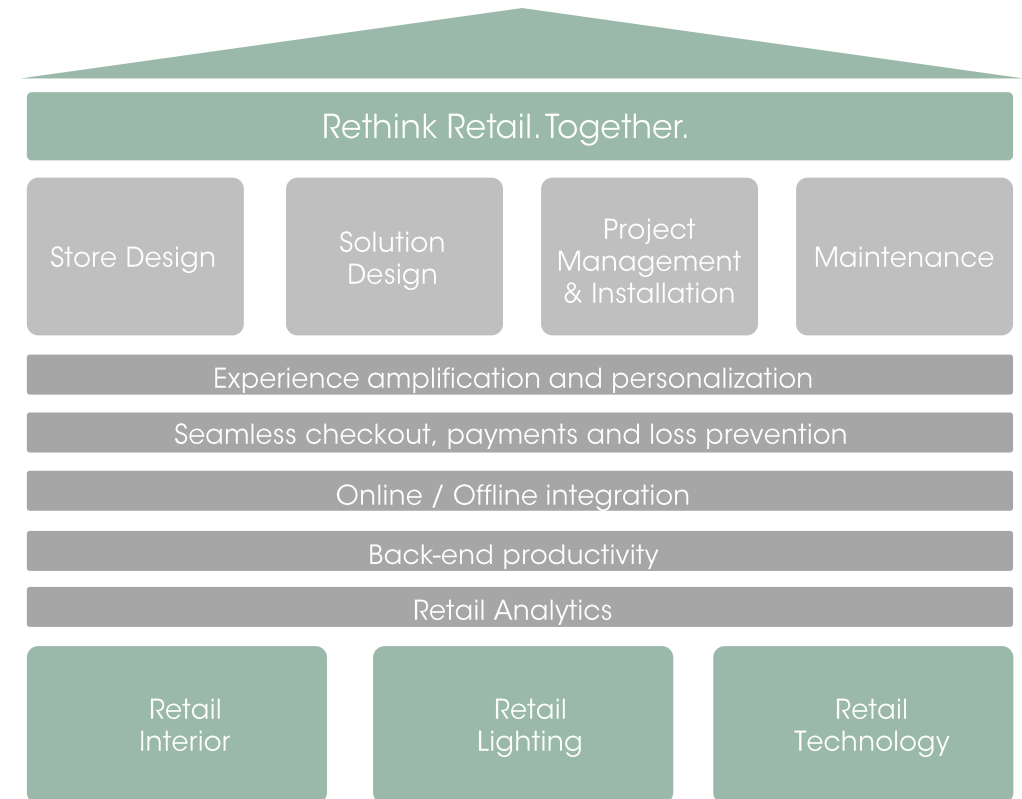 Rethink Retail. Together.
Store Design
Solution
Design
Project
Management
& Installation
Maintenance
Experience amplification and personalization
Seamless checkout, payments and loss prevention
Online / Offline integration
Back-end productivity
Retail Analytics
Retail
Interior
Retail
Lighting
Retail
Technology